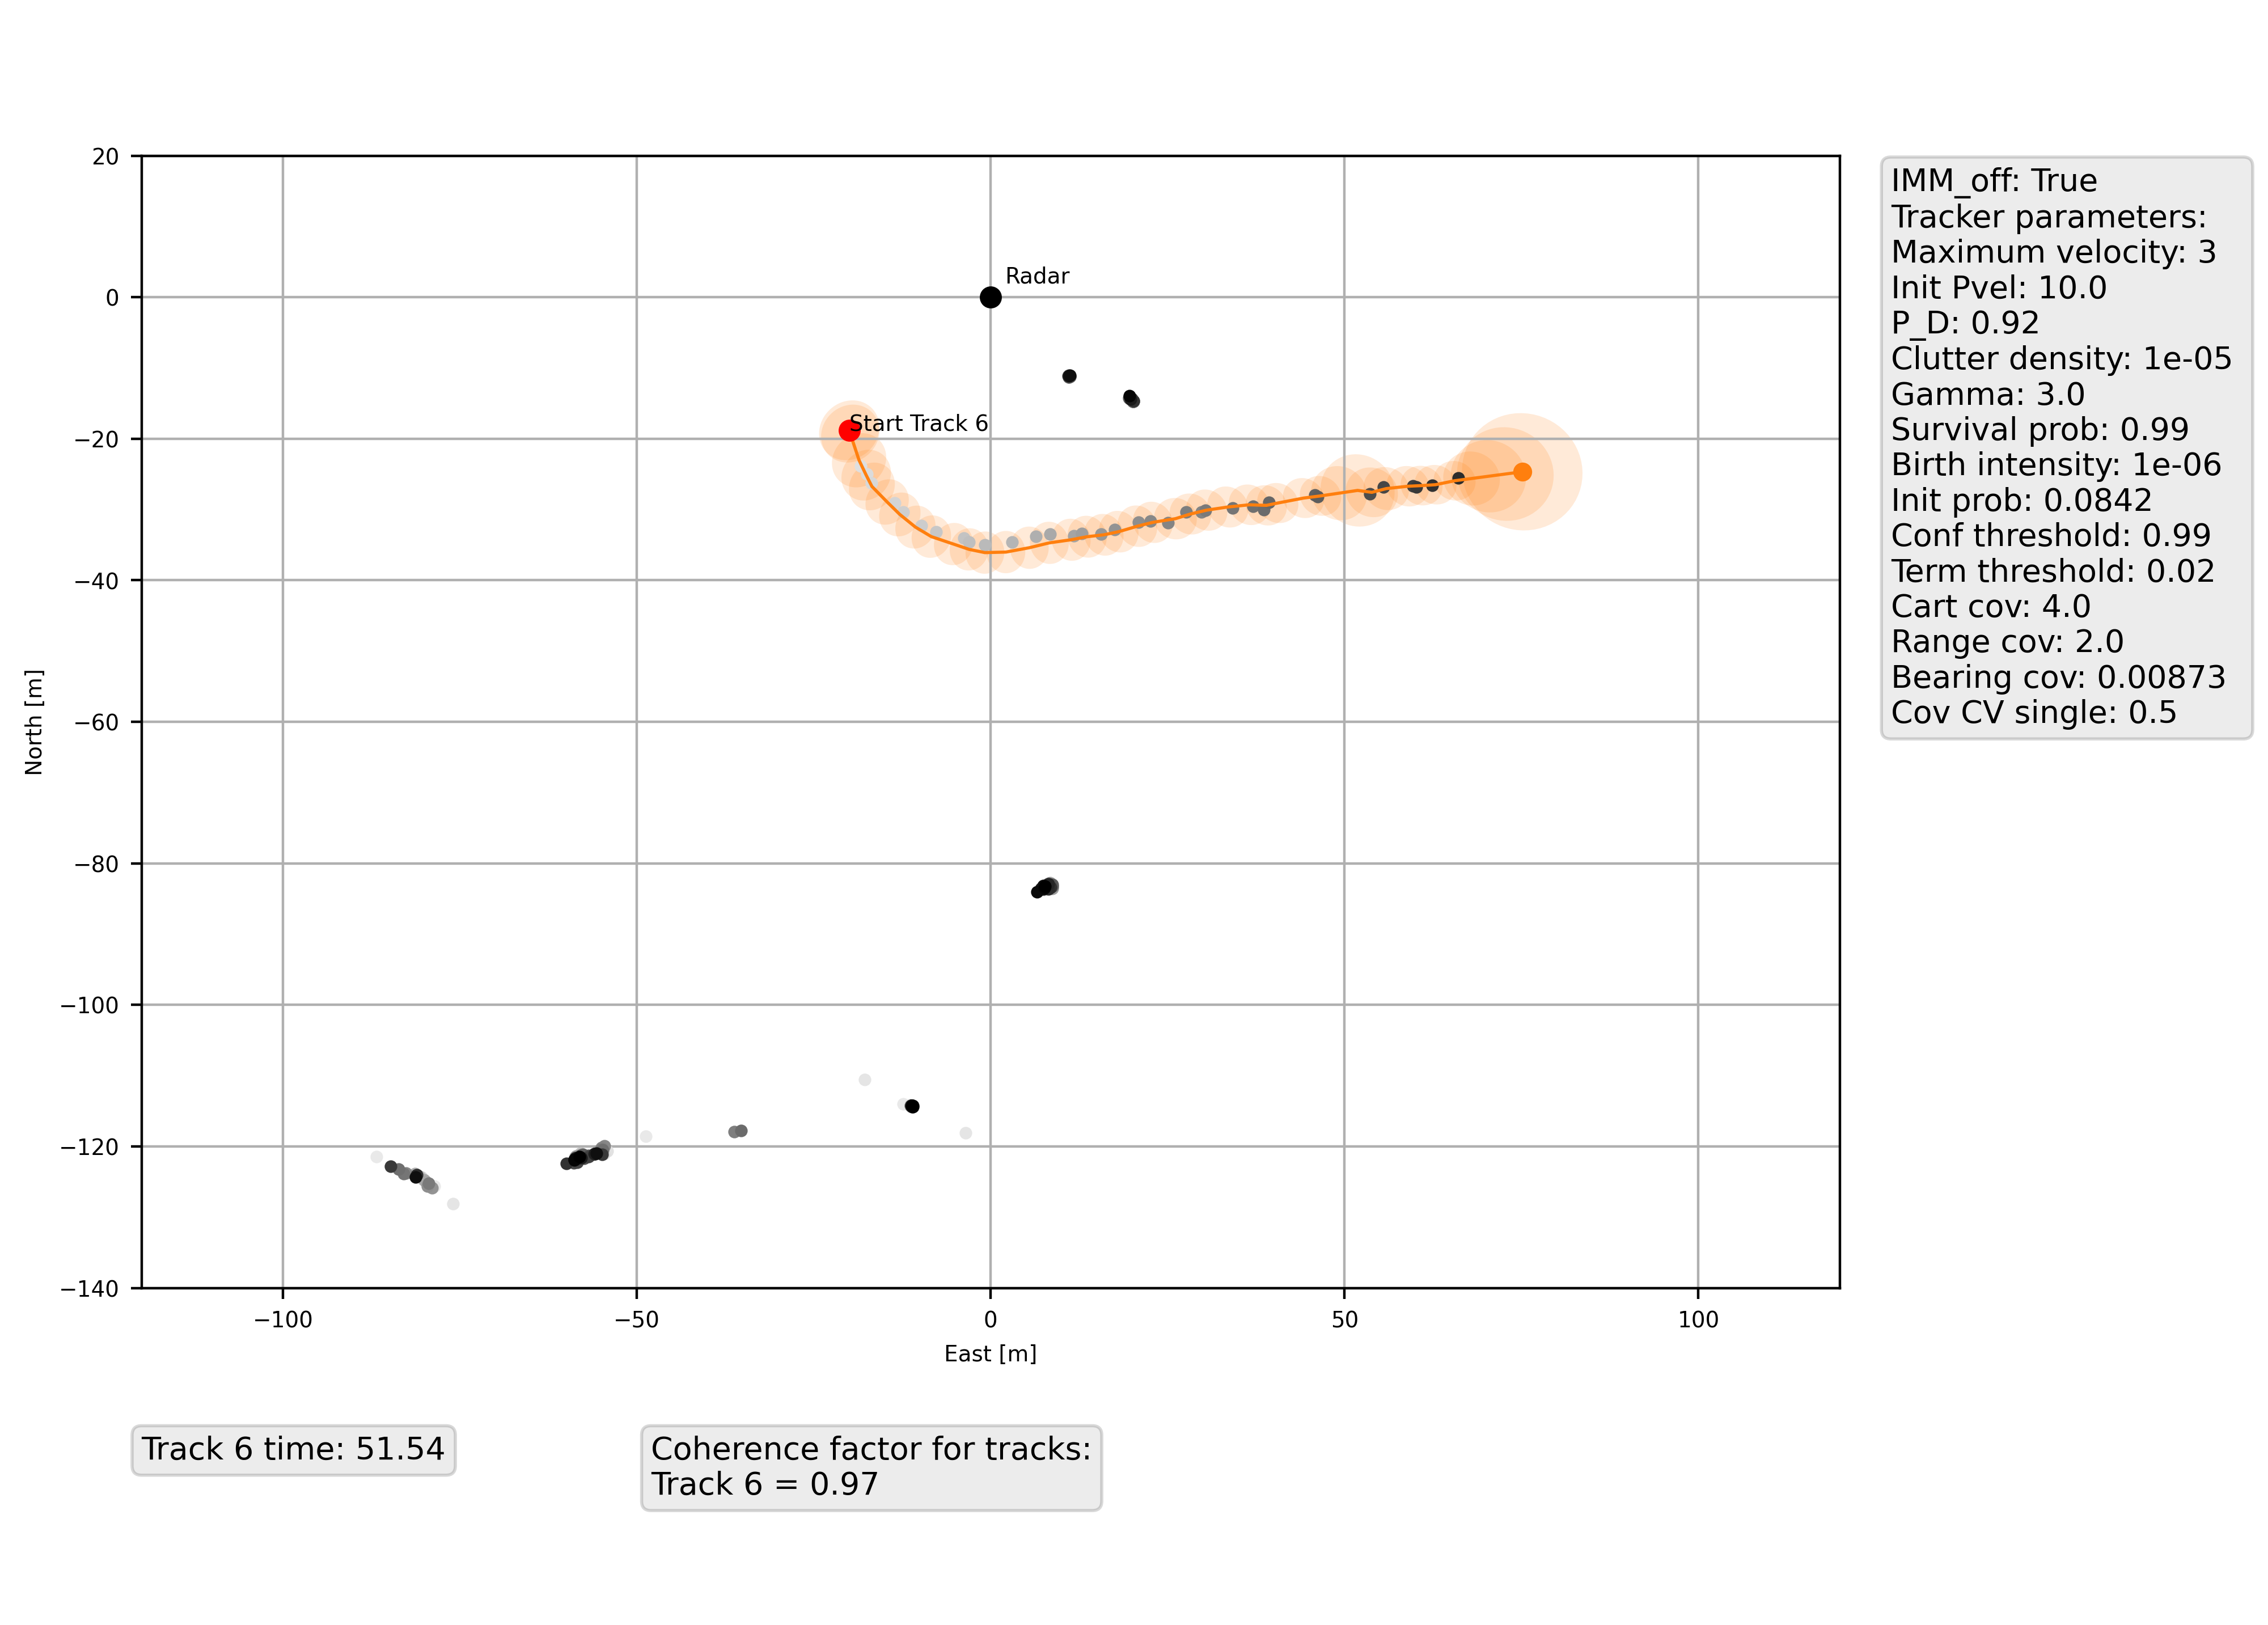 20
0
−20
−40
−60
−80
−100
−120
−140
North [m]
Radar
Start Track 6
−100
−50
0
50
100
East [m]
IMM_off: True
Tracker parameters:
Maximum velocity: 3
Init Pvel: 10.0
P_D: 0.92
Clutter density: 1e-05
Gamma: 3.0
Survival prob: 0.99
Birth intensity: 1e-06
Init prob: 0.0842
Conf threshold: 0.99
Term threshold: 0.02
Cart cov: 4.0
Range cov: 2.0
Bearing cov: 0.00873
Cov CV single: 0.5
Track 6 time: 51.54
Coherence factor for tracks:
Track 6 = 0.97